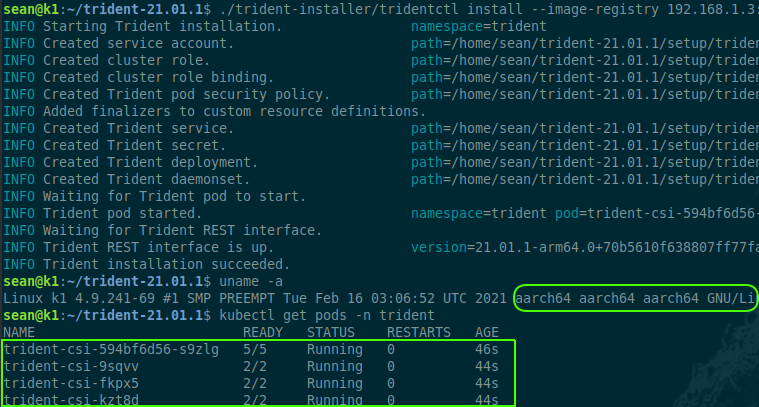 sean@k1:~/trident-21.01.1$ ./trident-installer/tridentctl install --image-registry 192.168.1.3:
INFO Starting Trident installation. namespace=trident
INFO Created service account. path=/home/sean/trident-21.01.1/setup/triden
INFO Created cluster role. path=/home/sean/trident-21.01.1/setup/triden
INFO Created cluster role binding. path=/home/sean/trident-21.01.1/setup/triden
INFO Created Trident pod security policy. path=/home/sean/trident-21.01.1/setup/triden
INFO Added finalizers to custom resource definitions.
INFO Created Trident service. path=/home/sean/trident-21.01.1/setup/triden
INFO Created Trident secret. path=/home/sean/trident-21.01.1/setup/triden
INFO Created Trident deployment. path=/home/sean/trident-21.01.1/setup/triden
INFO Created Trident daemonset. path=/home/sean/trident-21.01.1/setup/triden
INFO Waiting for Trident pod to start.
INFO Trident pod started. namespace=trident pod=trident-csi-594bf6d56-
INFO Waiting for Trident REST interface.
INFO Trident REST interface is up. version=21.01.1-arm64.0+70b5610f638807ff77fa
INFO Trident installation succeeded.
sean@k1:~/trident-21.01.1$ uname -a
Linux k1 4.9.241-69 #1 SMP PREEMPT Tue Feb 16 03:06:52 UTC 2021 aarch64 aarch64 aarch64 GNU/Li
sean@k1:~/trident-21.01.1$ kubectl get pods -n trident
NAME READY STATUS RESTARTS AGE
trident-csi-594bf6d56-s9zlg 5/5 Running 0 46s
trident-csi-9sqvv 2/2 Running 0 44s
trident-csi-fkpx5 2/2 Running 0 44s
trident-csi-kzt8d 2/2 Running 0 44s